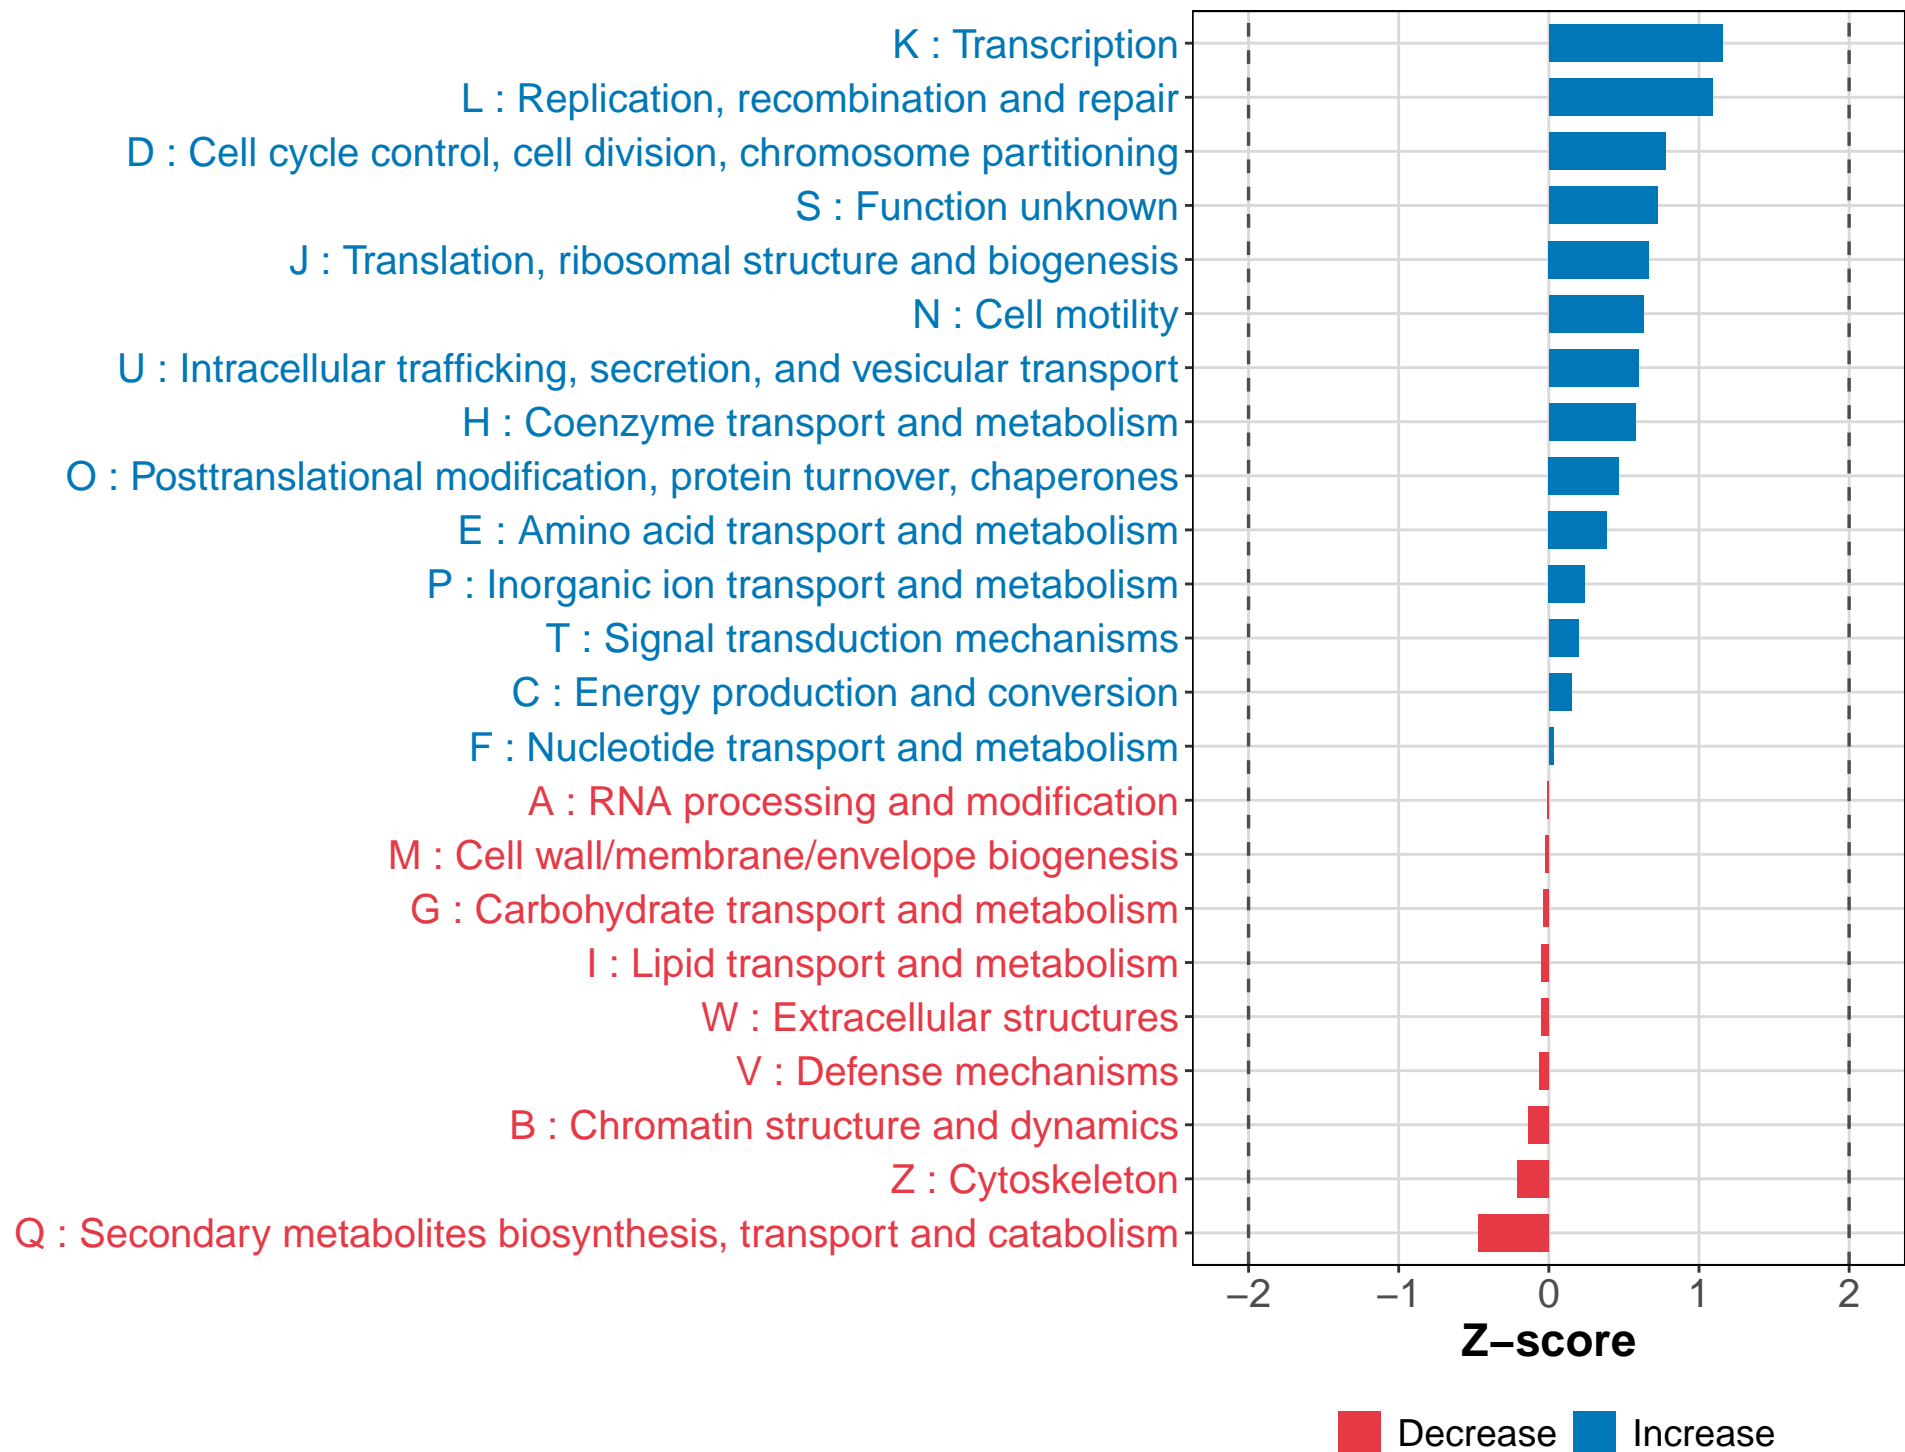 K : Transcription
L : Replication, recombination and repair
D : Cell cycle control, cell division, chromosome partitioning
S : Function unknown
J : Translation, ribosomal structure and biogenesis
N : Cell motility
U : Intracellular trafficking, secretion, and vesicular transport
H : Coenzyme transport and metabolism
O : Posttranslational modification, protein turnover, chaperones
E : Amino acid transport and metabolism
P : Inorganic ion transport and metabolism
T : Signal transduction mechanisms
C : Energy production and conversion
F : Nucleotide transport and metabolism
A : RNA processing and modification
M : Cell wall/membrane/envelope biogenesis
G : Carbohydrate transport and metabolism
I : Lipid transport and metabolism
W : Extracellular structures
V : Defense mechanisms
B : Chromatin structure and dynamics
Z : Cytoskeleton
Q : Secondary metabolites biosynthesis, transport and catabolism
−2 −1 0 1 2
Z−score
Decrease Increase